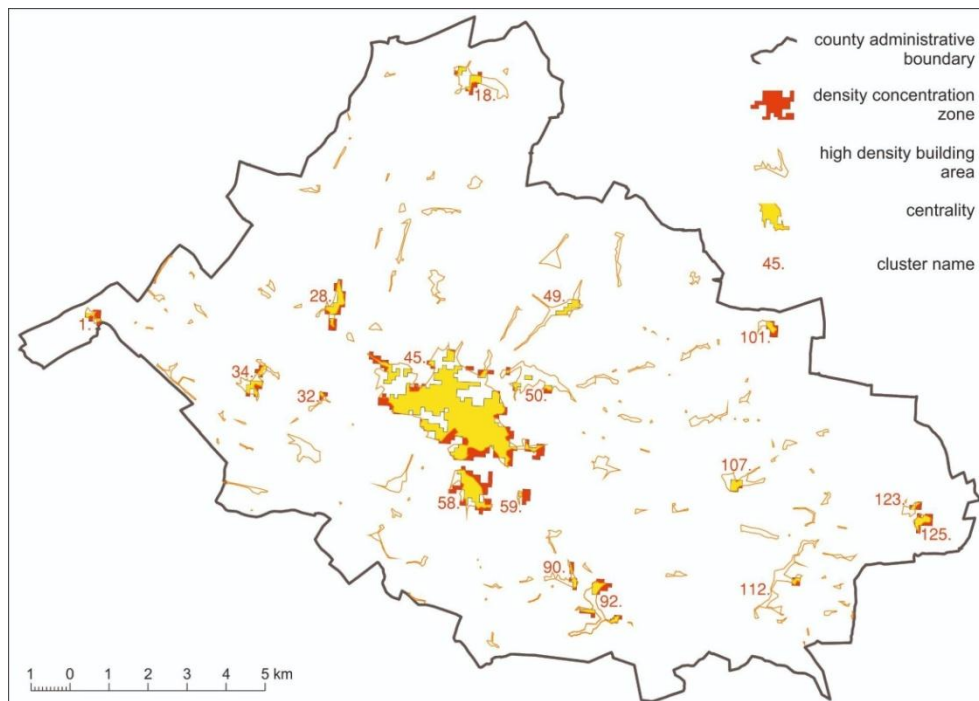 county administrative
boundary
density concentration
zone
high density building
area
centrality
45.
cluster name
18.
28.
49.
1.
101.
45.
34.
32.
50.
107.
58.
59.
123.
125.
90.
92.
112.
1 0 1 2 3 4 5 km